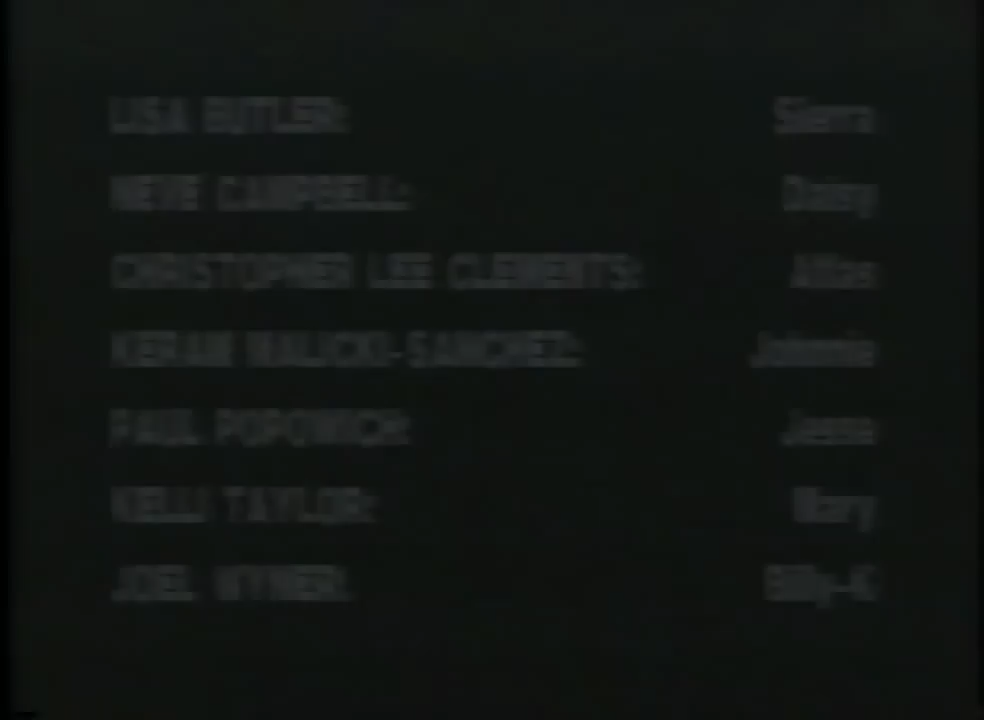 LISA BUTLER: Sierra
NEVE CAMPBELL: Daisy
CHRISTOPHER LEE CLEMENTS: Atlas
KERAM MALICKI-SANCHEZ: Johnnie
PAUL POPOWICH: Jesse
KELLI TAYLOR: Mary
JOEL WYNER: Billy-K